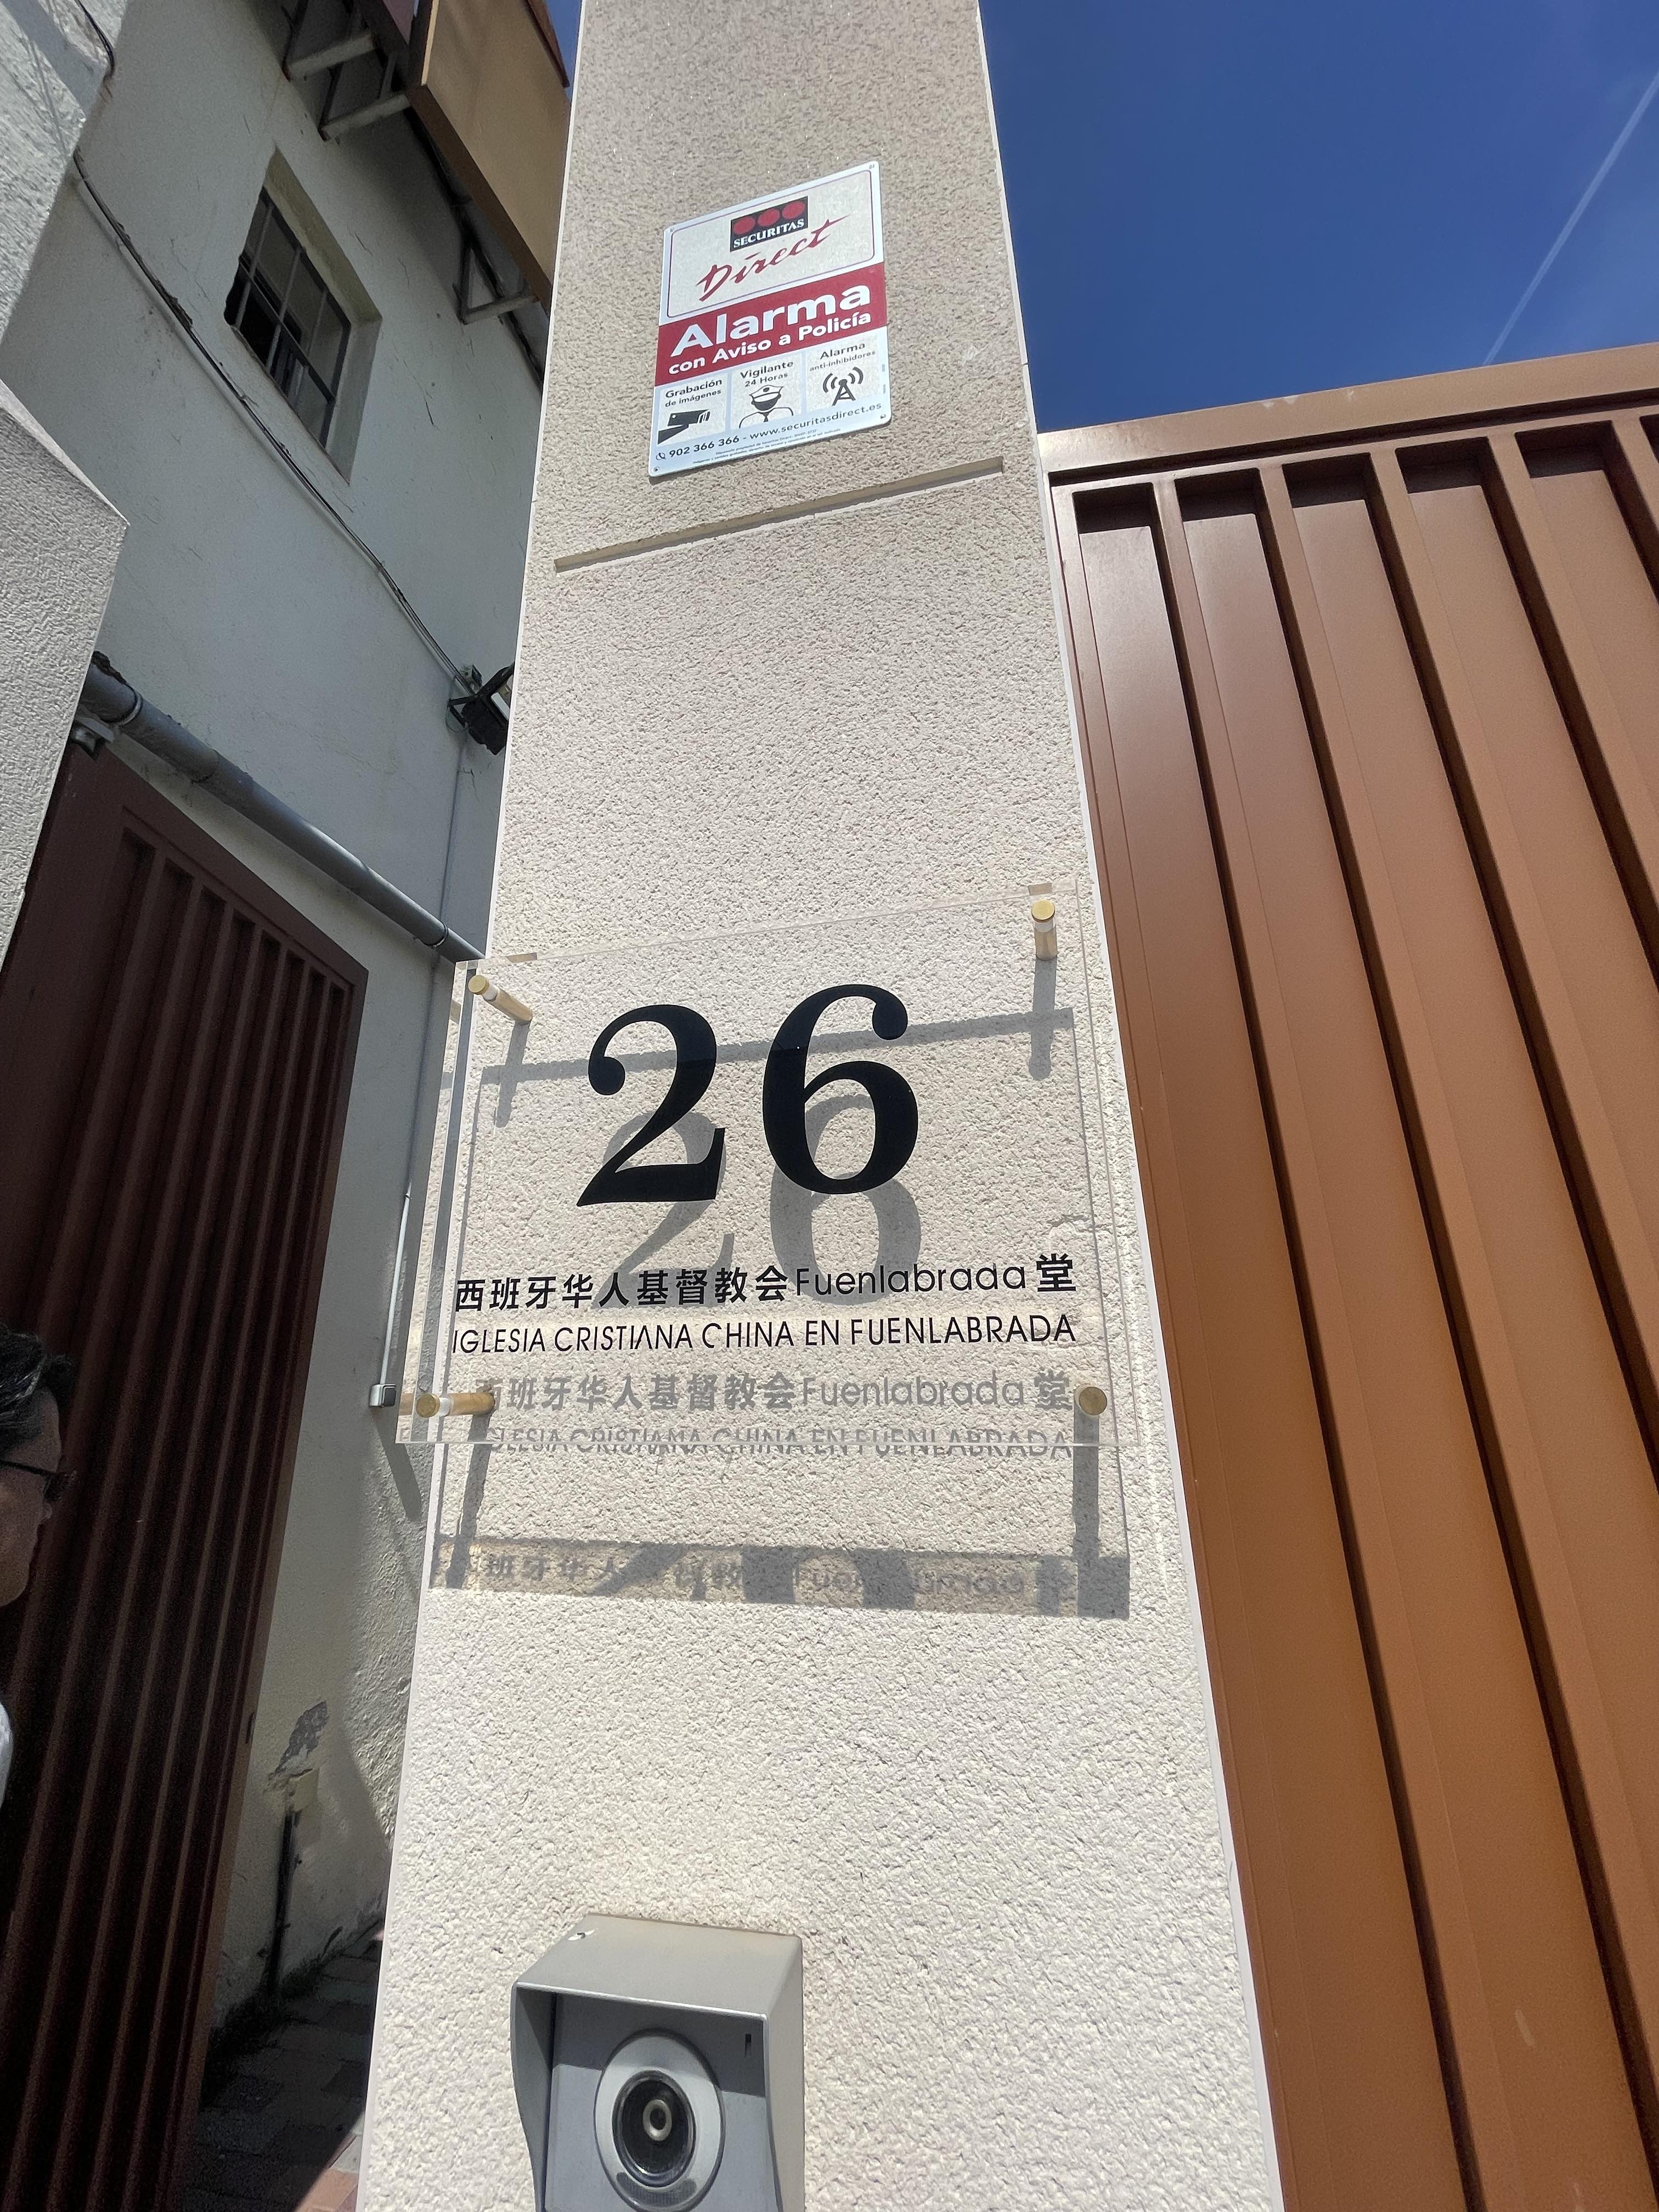 SECURITAS
Direct
Alarma
con Aviso a Policía
Grabación
de imágenes
Vigilante
24 Horas
Alarma
anti-inhibidores
902 366 366 - www.securitasdirect.es
26
西班牙华人基督教会Fuenlabrada堂
IGLESIA CRISTIANA CHINA EN FUENLABRADA